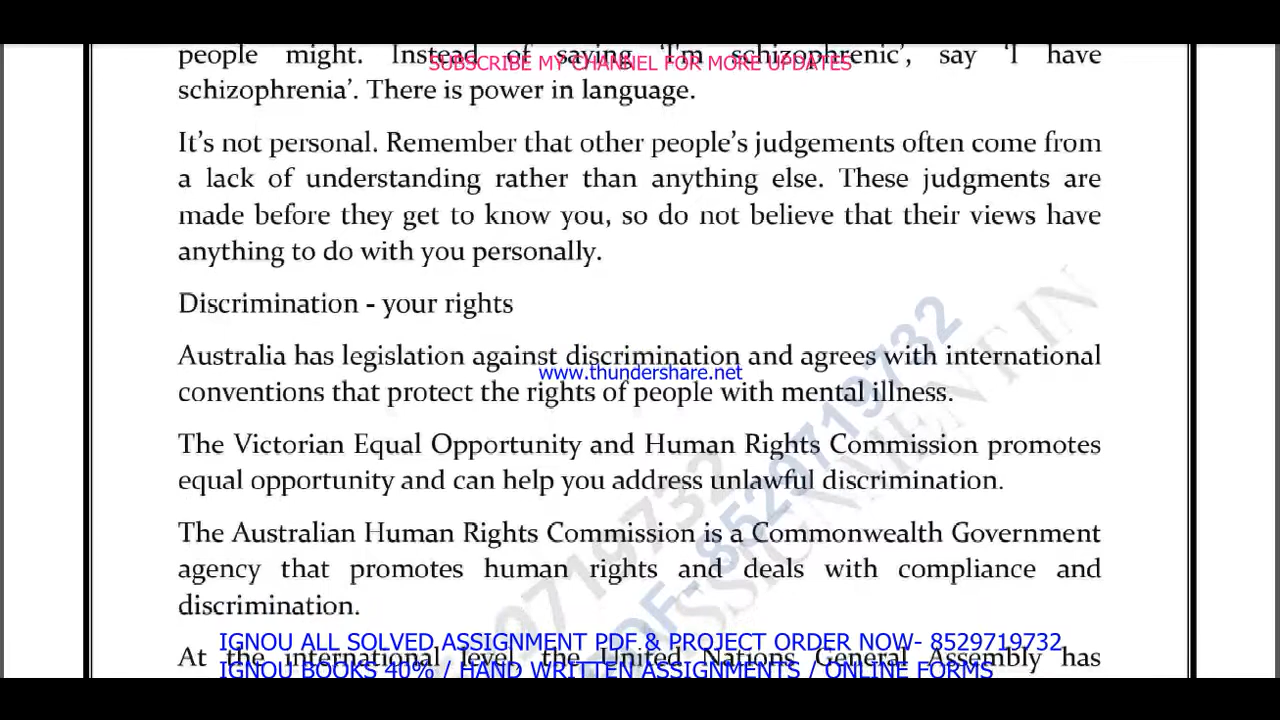 people might. Instead of saying 'I'm schizophrenic', say 'I have
SUBSCRIBE MY CHANNEL FOR MORE UPDATES
schizophrenia'. There is power in language.
It's not personal. Remember that other people's judgements often come from
a lack of understanding rather than anything else. These judgments are
made before they get to know you, so do not believe that their views have
anything to do with you personally.
Discrimination - your rights
Australia has legislation against discrimination and agrees with international
www.thundershare.net
conventions that protect the rights of people with mental illness.
The Victorian Equal Opportunity and Human Rights Commission promotes
equal opportunity and can help you address unlawful discrimination.
The Australian Human Rights Commission is a Commonwealth Government
agency that promotes human rights and deals with compliance and
discrimination.
IGNOU ALL SOLVED ASSIGNMENT PDF & PROJECT ORDER NOW- 8529719732
At the international level, the United Nations General Assembly has
IGNOU BOOKS 40% / HAND WRITTEN ASSIGNMENTS / ONLINE FORMS
8529719732
ASSIGNMENT IN